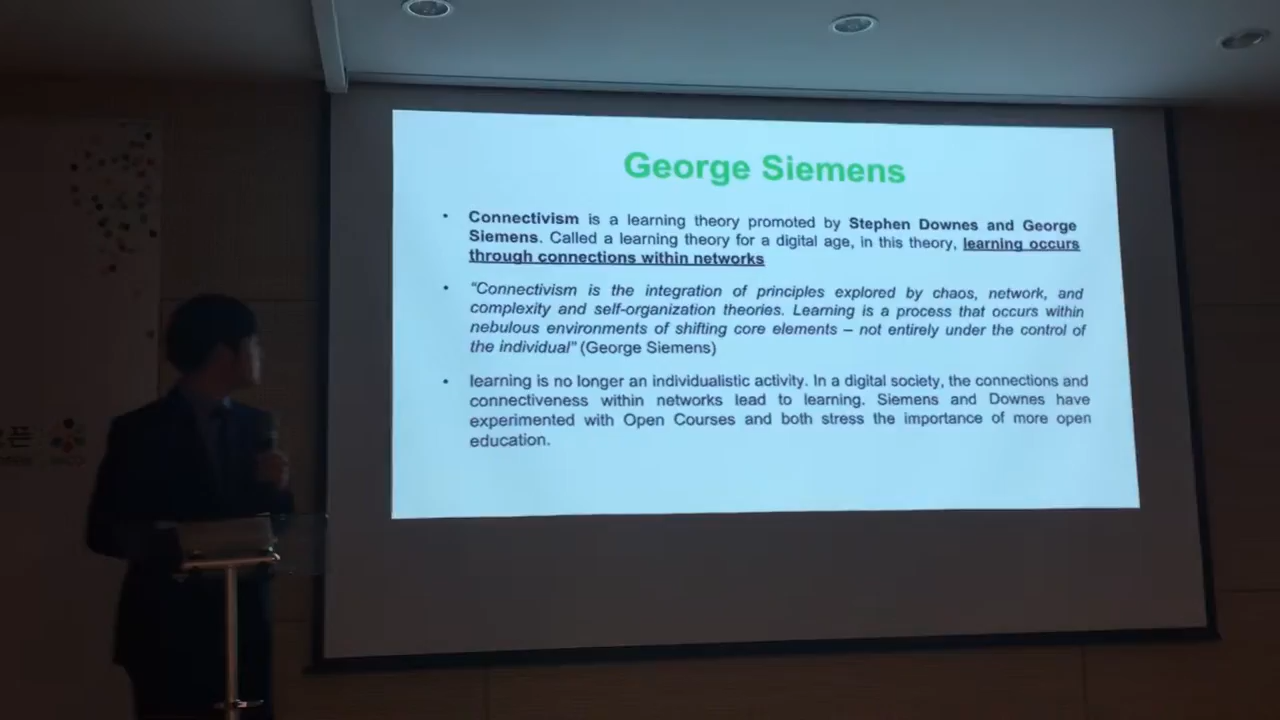 George Siemens
• Connectivism is a learning theory promoted by Stephen Downes and George
Siemens. Called a learning theory for a digital age, in this theory, learning occurs
through connections within networks
• “Connectivism is the integration of principles explored by chaos, network, and
complexity and self-organization theories. Learning is a process that occurs within
nebulous environments of shifting core elements – not entirely under the control of
the individual” (George Siemens)
• learning is no longer an individualistic activity. In a digital society, the connections and
connectiveness within networks lead to learning. Siemens and Downes have
experimented with Open Courses and both stress the importance of more open
education.